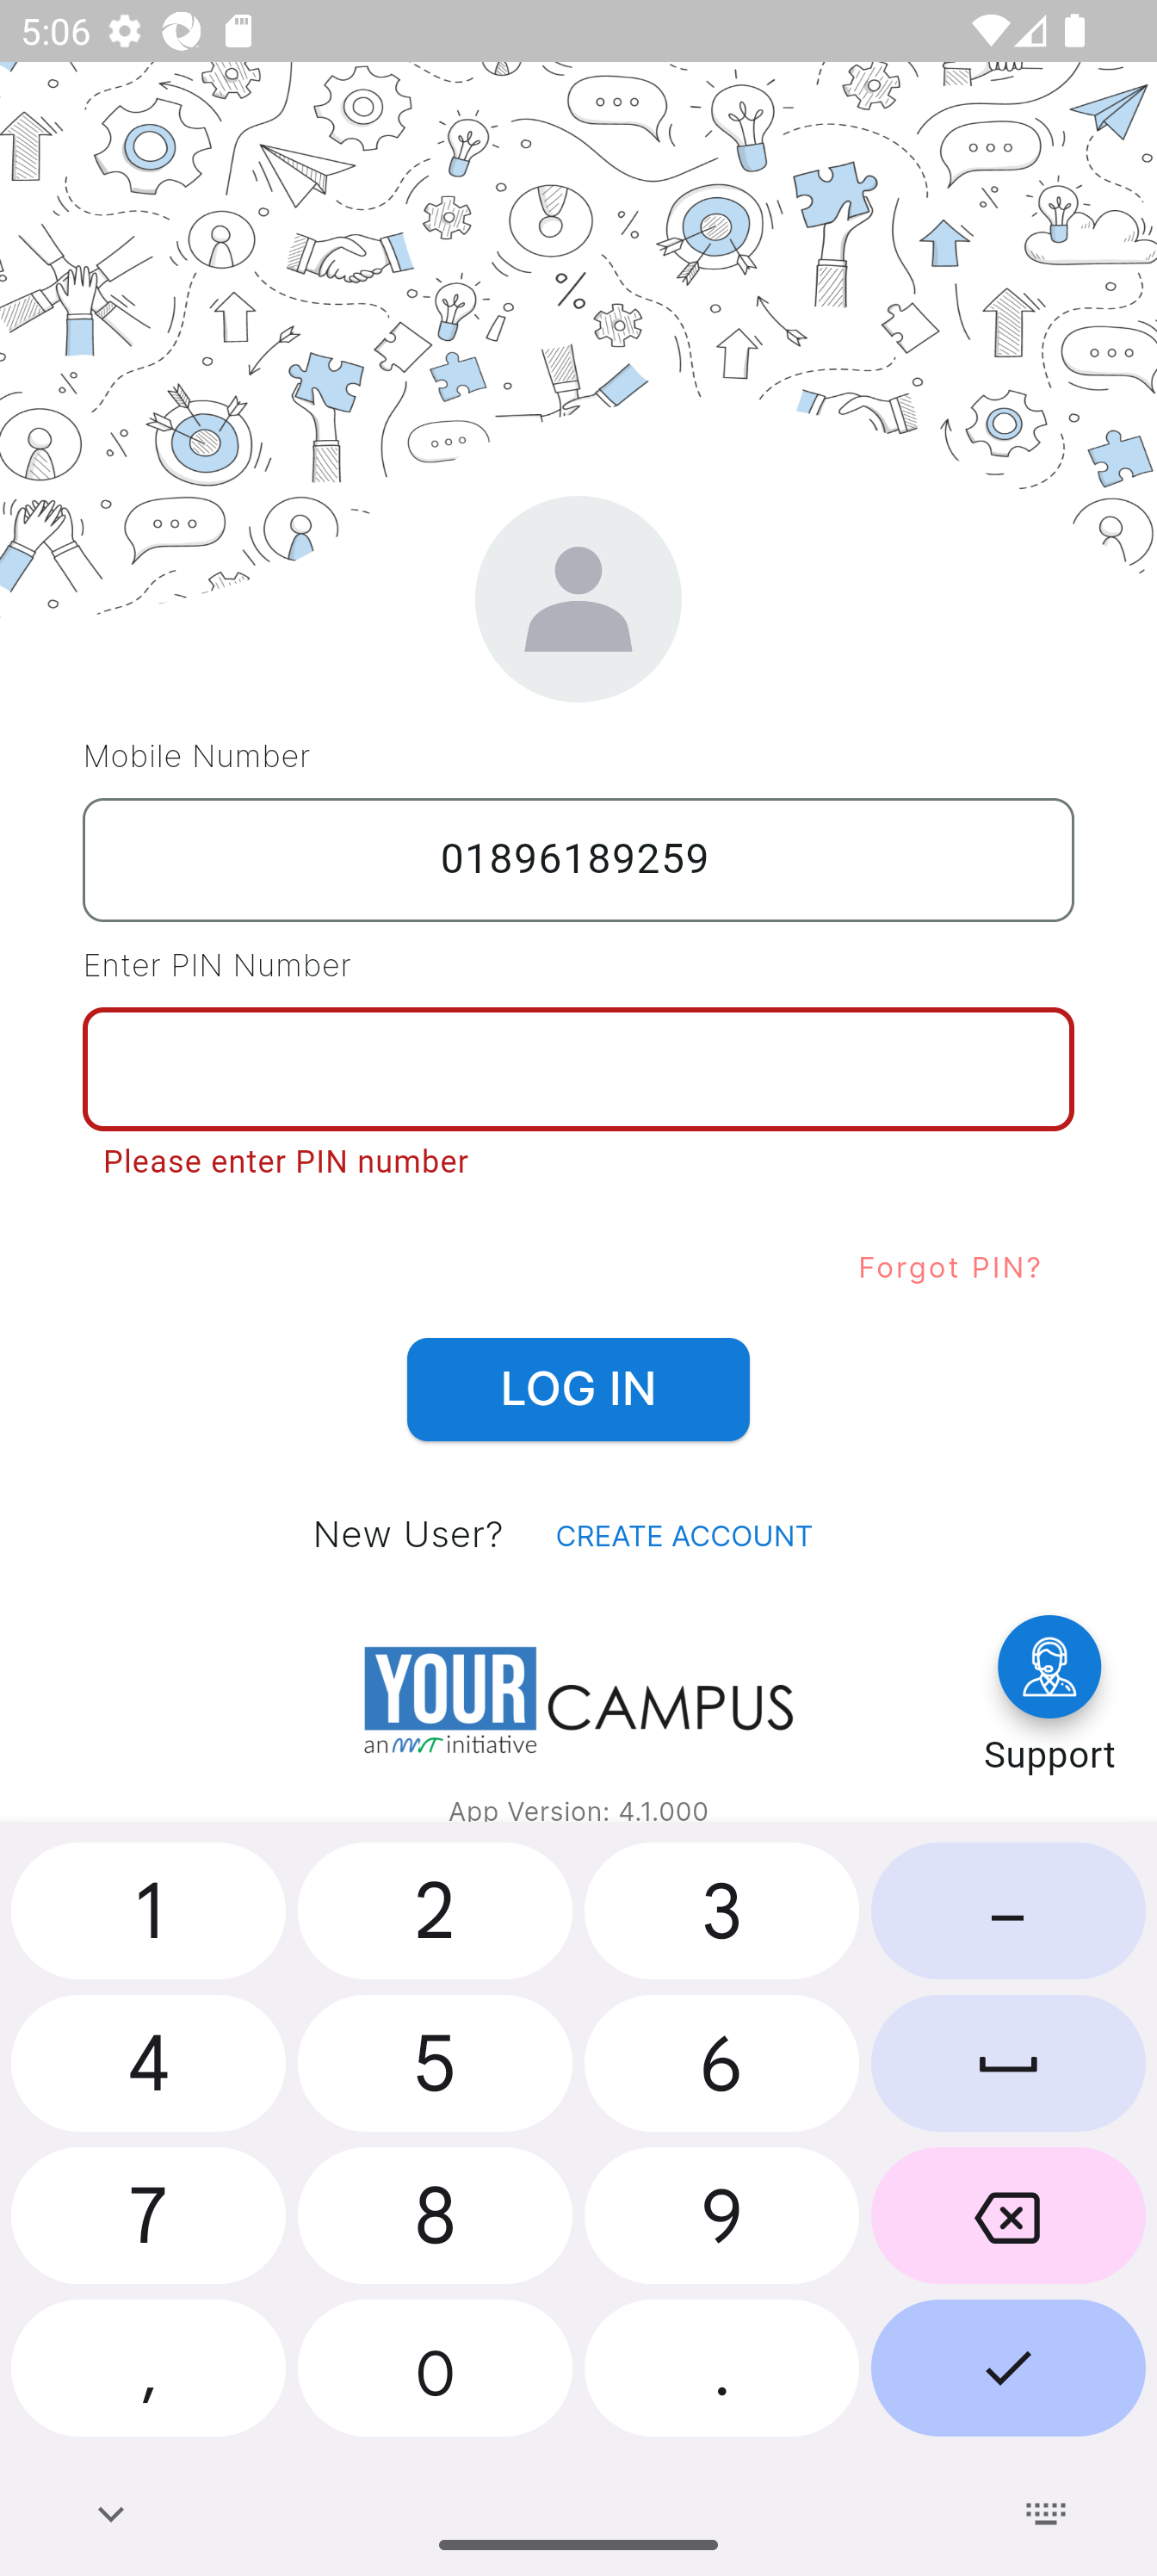 5:06
Mobile Number
01896189259
Enter PIN Number
Please enter PIN number
Forgot PIN?
LOG IN
New User? CREATE ACCOUNT
YOUR CAMPUS
an MT initiative
Support
App Version: 4.1.000
1 2 3 –
4 5 6
7 8 9
, 0 .